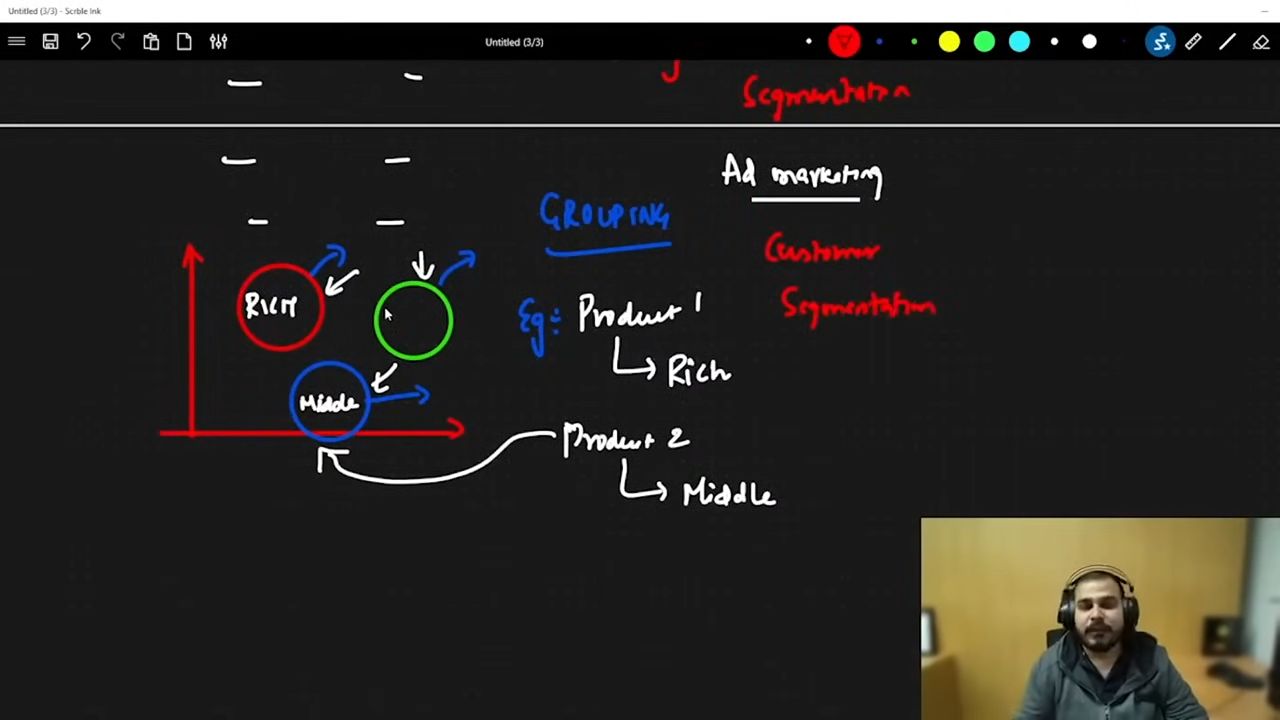 Untitled (3/3) - Scrble Ink
Untitled (3/3)
Segmentation
Ad marketing
GROUPING
Customer
Segmentation
RICH
Eg:
Product 1
Rich
Middle
Product 2
Middle